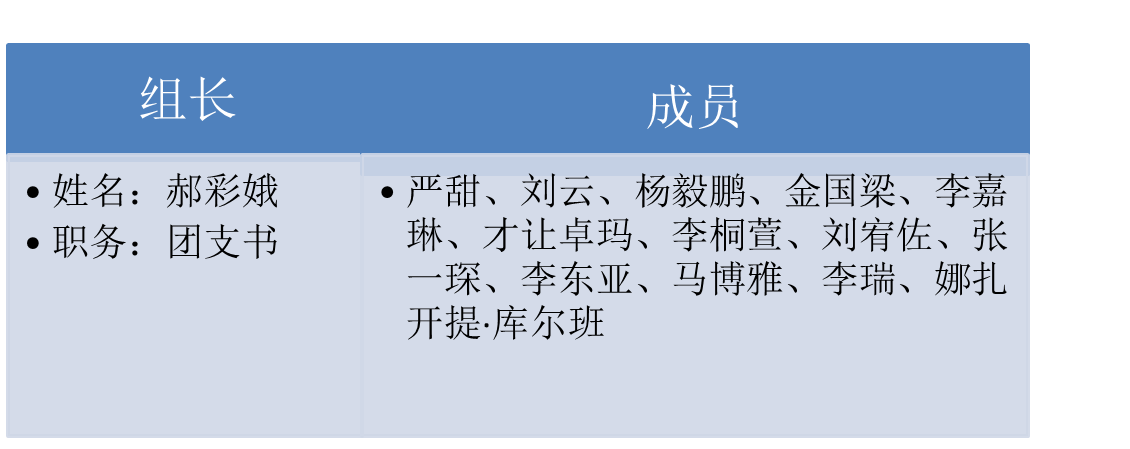 组长
成员
• 姓名：郝彩娥
• 职务：团支书
• 严甜、刘云、杨毅鹏、金国梁、李嘉
琳、才让卓玛、李桐萱、刘宥佐、张
一琛、李东亚、马博雅、李瑞、娜扎
开提·库尔班